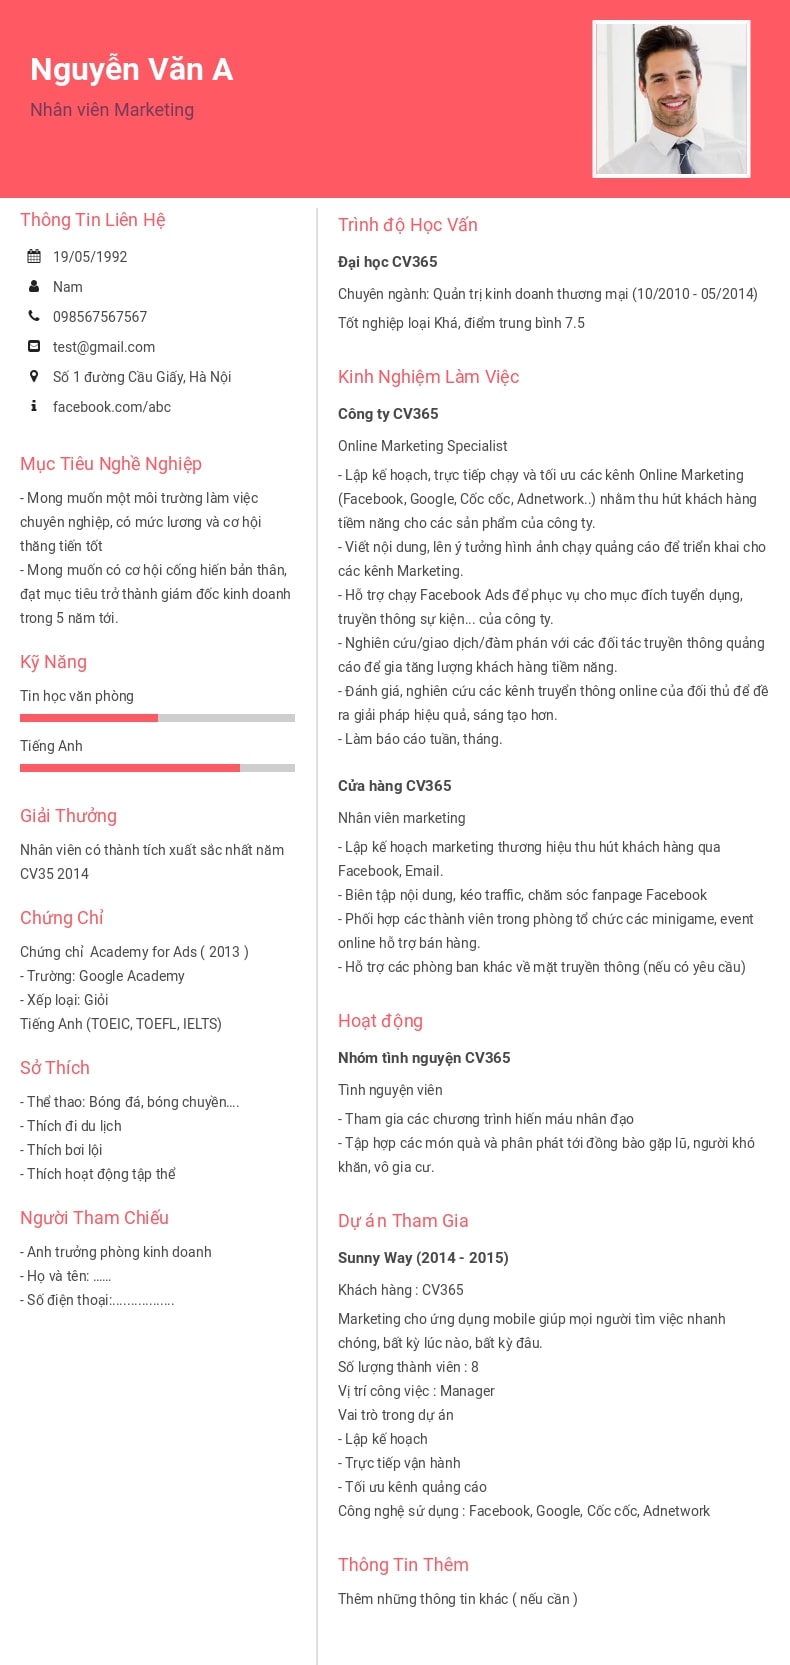 Nguyễn Văn A
Nhân viên Marketing
Thông Tin Liên Hệ
19/05/1992
Nam
098567567567
test@gmail.com
Số 1 đường Cầu Giấy, Hà Nội
facebook.com/abc
Mục Tiêu Nghề Nghiệp
- Mong muốn một môi trường làm việc
chuyên nghiệp, có mức lương và cơ hội
thăng tiến tốt
- Mong muốn có cơ hội cống hiến bản thân,
đạt mục tiêu trở thành giám đốc kinh doanh
trong 5 năm tới.
Kỹ Năng
Tin học văn phòng
Tiếng Anh
Giải Thưởng
Nhân viên có thành tích xuất sắc nhất năm
CV35 2014
Chứng Chỉ
Chứng chỉ  Academy for Ads ( 2013 )
- Trường: Google Academy
- Xếp loại: Giỏi
Tiếng Anh (TOEIC, TOEFL, IELTS)
Sở Thích
- Thể thao: Bóng đá, bóng chuyền....
- Thích đi du lịch
- Thích bơi lội
- Thích hoạt động tập thể
Người Tham Chiếu
- Anh trưởng phòng kinh doanh
- Họ và tên: ......
- Số điện thoại:.................
Trình độ Học Vấn
Đại học CV365
Chuyên ngành: Quản trị kinh doanh thương mại (10/2010 - 05/2014)
Tốt nghiệp loại Khá, điểm trung bình 7.5
Kinh Nghiệm Làm Việc
Công ty CV365
Online Marketing Specialist
- Lập kế hoạch, trực tiếp chạy và tối ưu các kênh Online Marketing
(Facebook, Google, Cốc cốc, Adnetwork..) nhằm thu hút khách hàng
tiềm năng cho các sản phẩm của công ty.
- Viết nội dung, lên ý tưởng hình ảnh chạy quảng cáo để triển khai cho
các kênh Marketing.
- Hỗ trợ chạy Facebook Ads để phục vụ cho mục đích tuyển dụng,
truyền thông sự kiện... của công ty.
- Nghiên cứu/giao dịch/đàm phán với các đối tác truyền thông quảng
cáo để gia tăng lượng khách hàng tiềm năng.
- Đánh giá, nghiên cứu các kênh truyển thông online của đối thủ để đề
ra giải pháp hiệu quả, sáng tạo hơn.
- Làm báo cáo tuần, tháng.
Cửa hàng CV365
Nhân viên marketing
- Lập kế hoạch marketing thương hiệu thu hút khách hàng qua
Facebook, Email.
- Biên tập nội dung, kéo traffic, chăm sóc fanpage Facebook
- Phối hợp các thành viên trong phòng tổ chức các minigame, event
online hỗ trợ bán hàng.
- Hỗ trợ các phòng ban khác về mặt truyền thông (nếu có yêu cầu)
Hoạt động
Nhóm tình nguyện CV365
Tình nguyện viên
- Tham gia các chương trình hiến máu nhân đạo
- Tập hợp các món quà và phân phát tới đồng bào gặp lũ, người khó
khăn, vô gia cư.
Dự án Tham Gia
Sunny Way (2014 - 2015)
Khách hàng : CV365
Marketing cho ứng dụng mobile giúp mọi người tìm việc nhanh
chóng, bất kỳ lúc nào, bất kỳ đâu.
Số lượng thành viên : 8
Vị trí công việc : Manager
Vai trò trong dự án
- Lập kế hoạch
- Trực tiếp vận hành
- Tối ưu kênh quảng cáo
Công nghệ sử dụng : Facebook, Google, Cốc cốc, Adnetwork
Thông Tin Thêm
Thêm những thông tin khác ( nếu cần )